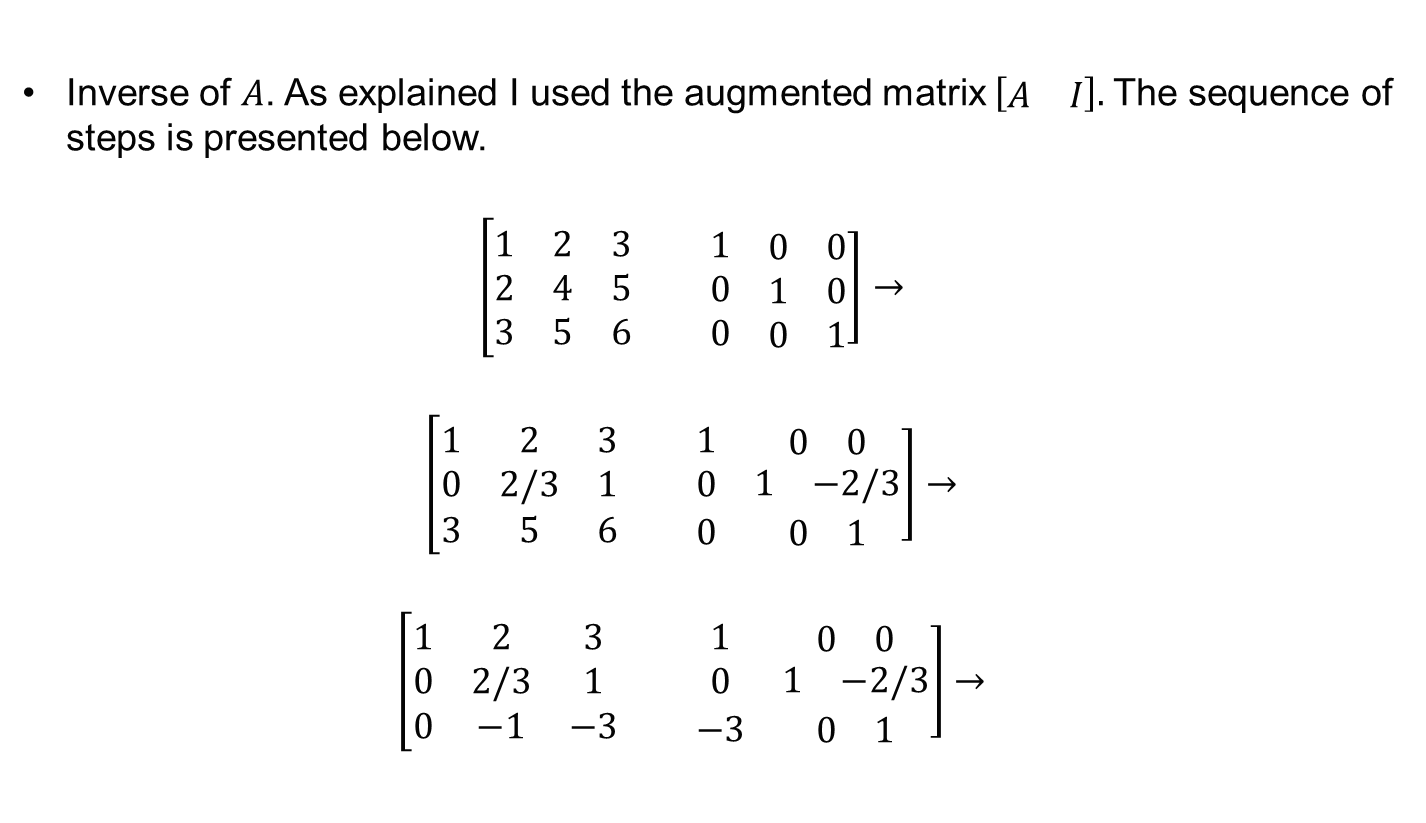 • Inverse of A. As explained I used the augmented matrix [A I]. The sequence of
steps is presented below.
[1 2 3 1 0 0
2 4 5 0 1 0
3 5 6 0 0 1] →
[1 2 3 1 0 0
0 2/3 1 0 1 −2/3
3 5 6 0 0 1] →
[1 2 3 1 0 0
0 2/3 1 0 1 −2/3
0 −1 −3 −3 0 1] →